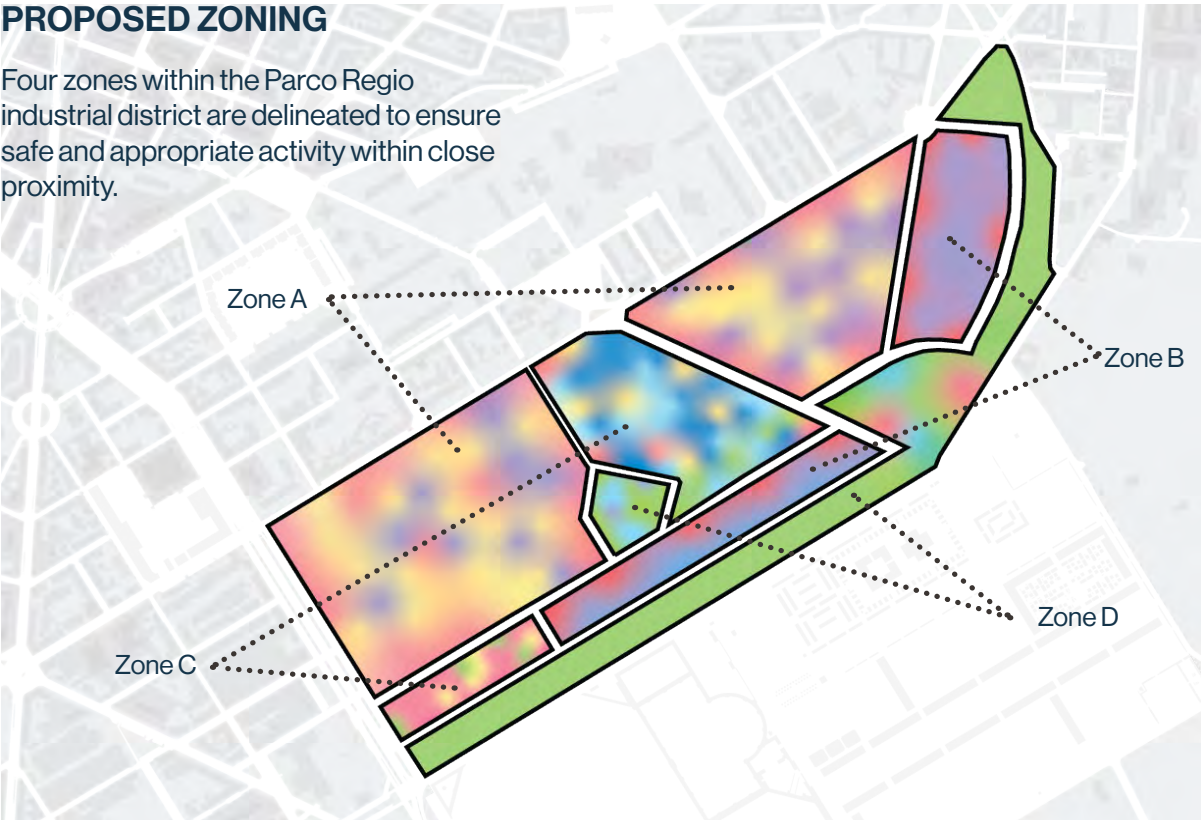 PROPOSED ZONING
Four zones within the Parco Regio
industrial district are delineated to ensure
safe and appropriate activity within close
proximity.
Zone A
Zone B
Zone D
Zone C